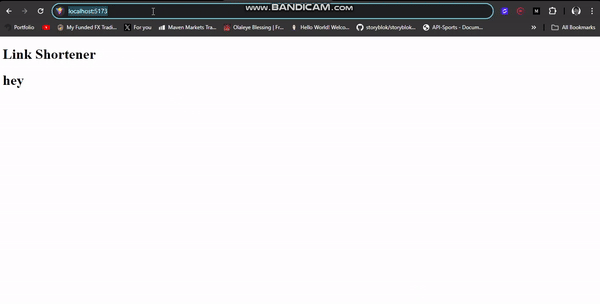 localhost:5173
WWW.BANDICAM.COM
Portfolio
My Funded FX Tradi...
For you
Maven Markets Tra...
Olaleye Blessing | Fr...
Hello World! Welco...
storyblok/storyblok...
API-Sports - Docum...
»
All Bookmarks
Link Shortener
hey